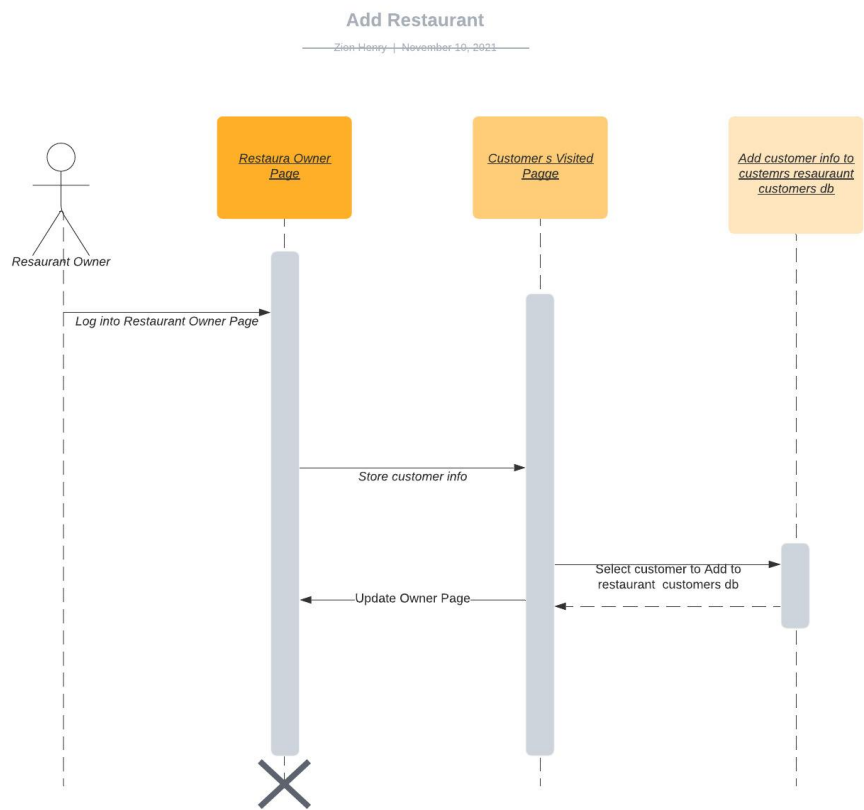 Add Restaurant
Zion Henry | November 10, 2021
Restaura Owner
Page
Customer s Visited
Pagge
Add customer info to
custemrs resauraunt
customers db
Resaurant Owner
Log into Restaurant Owner Page
Store customer info
Select customer to Add to
restaurant customers db
Update Owner Page